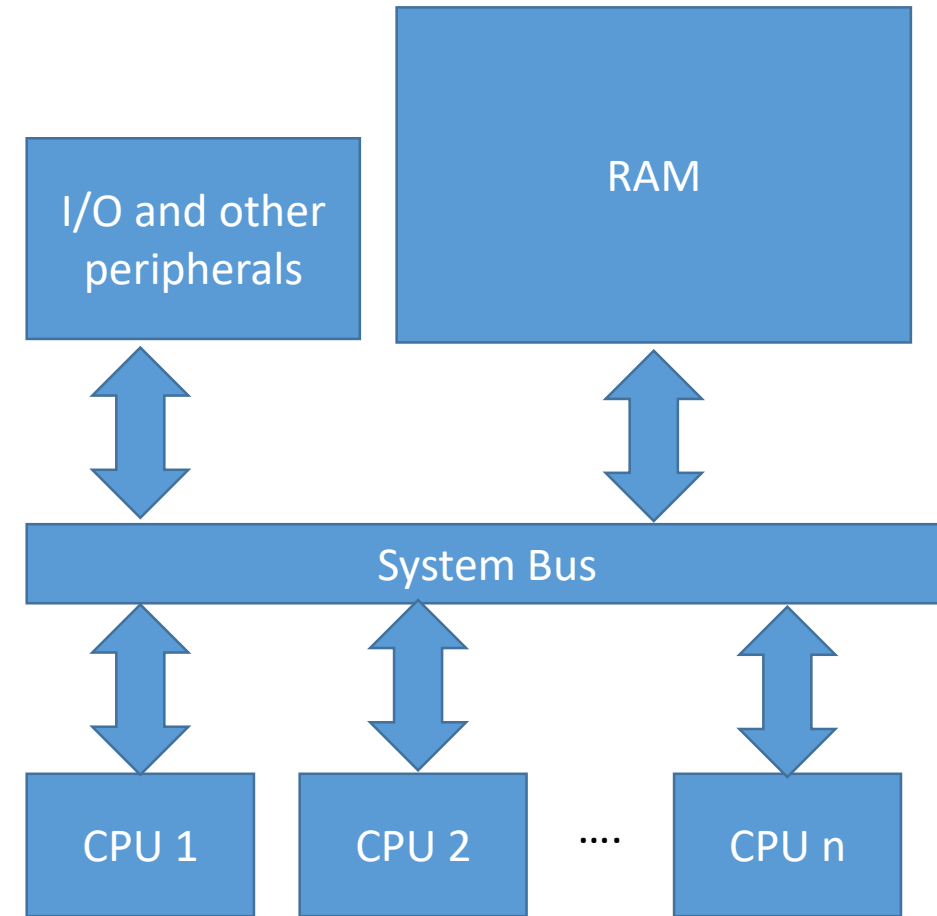 RAM
I/O and other
peripherals
System Bus
CPU 1
CPU 2
....
CPU n